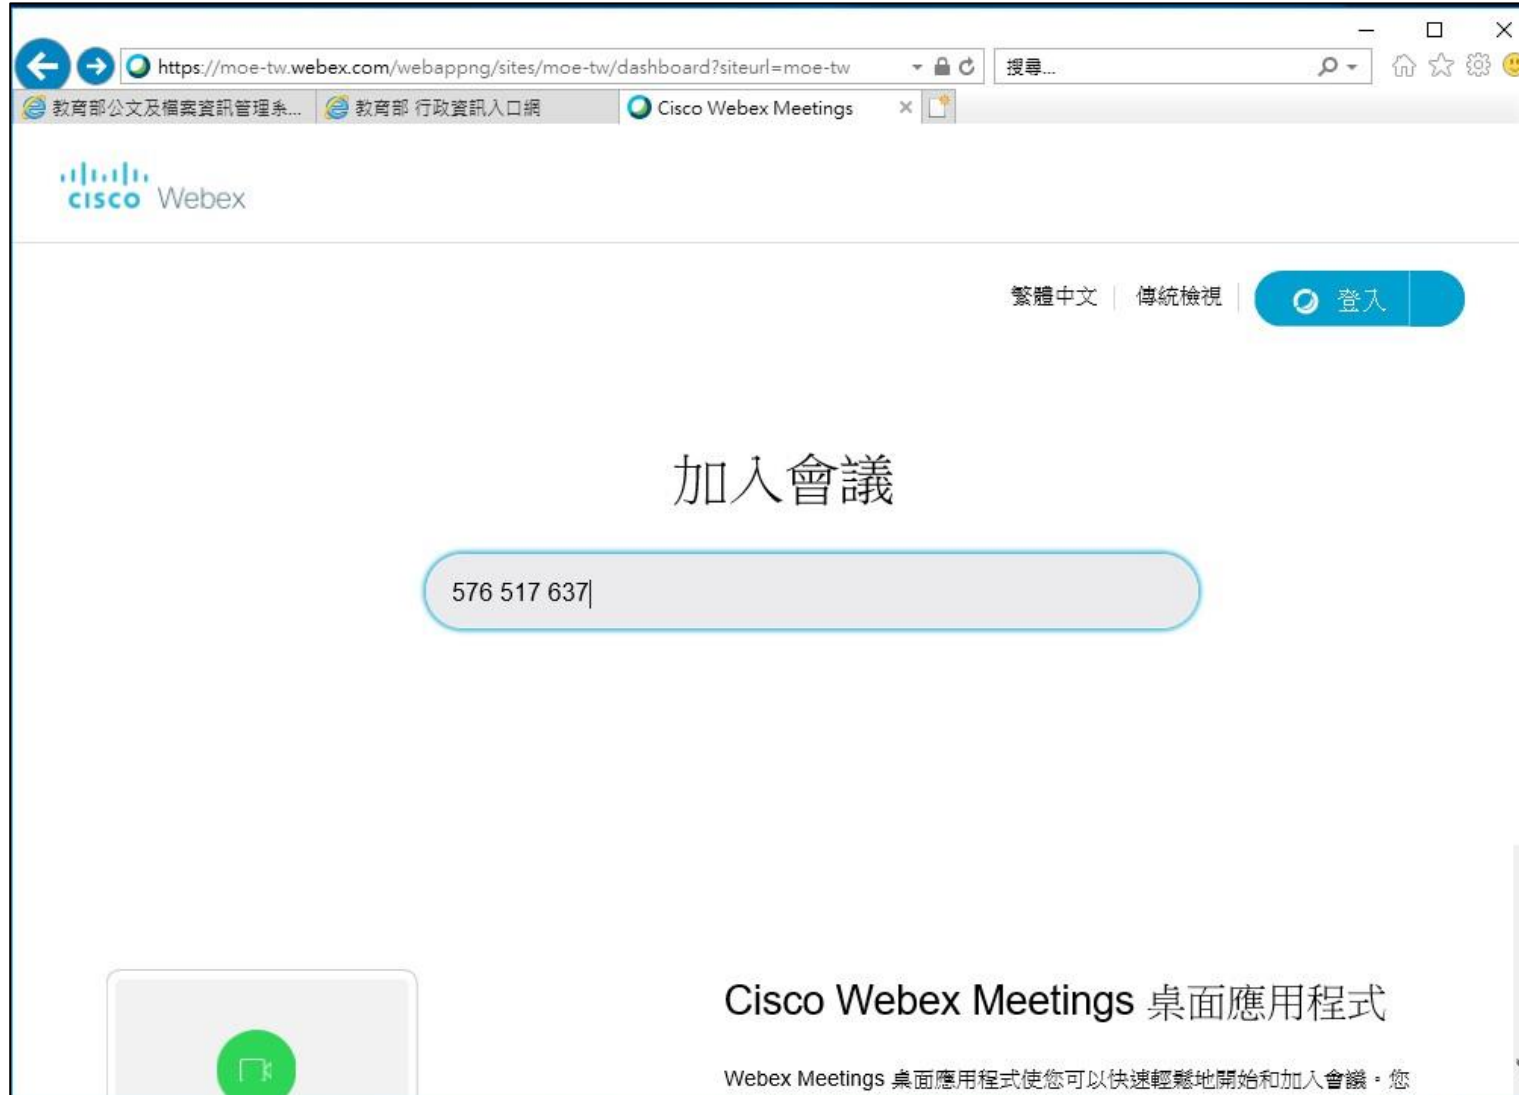 https://moe-tw.webex.com/webappng/sites/moe-tw/dashboard?siteurl=moe-tw
搜尋...
教育部公文及檔案資訊管理系...
教育部 行政資訊入口網
Cisco Webex Meetings
cisco Webex
繁體中文
傳統檢視
登入
加入會議
576 517 637
Cisco Webex Meetings 桌面應用程式
Webex Meetings 桌面應用程式使您可以快速輕鬆地開始和加入會議。您